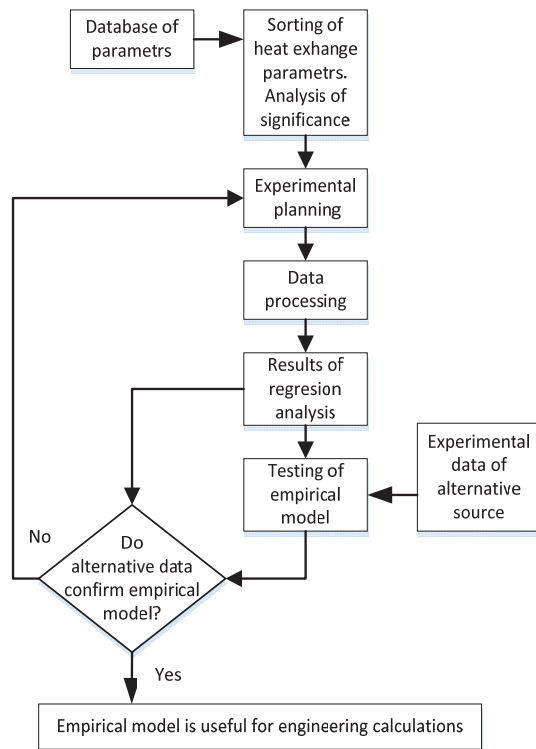 Database of
parametrs
Sorting of
heat exhange
parametrs.
Analysis of
significance
Experimental
planning
Data
processing
Results of
regresion
analysis
Experimental
data of
alternative
source
Testing of
empirical
model
No
Do
alternative data
confirm empirical
model?
Yes
Empirical model is useful for engineering calculations